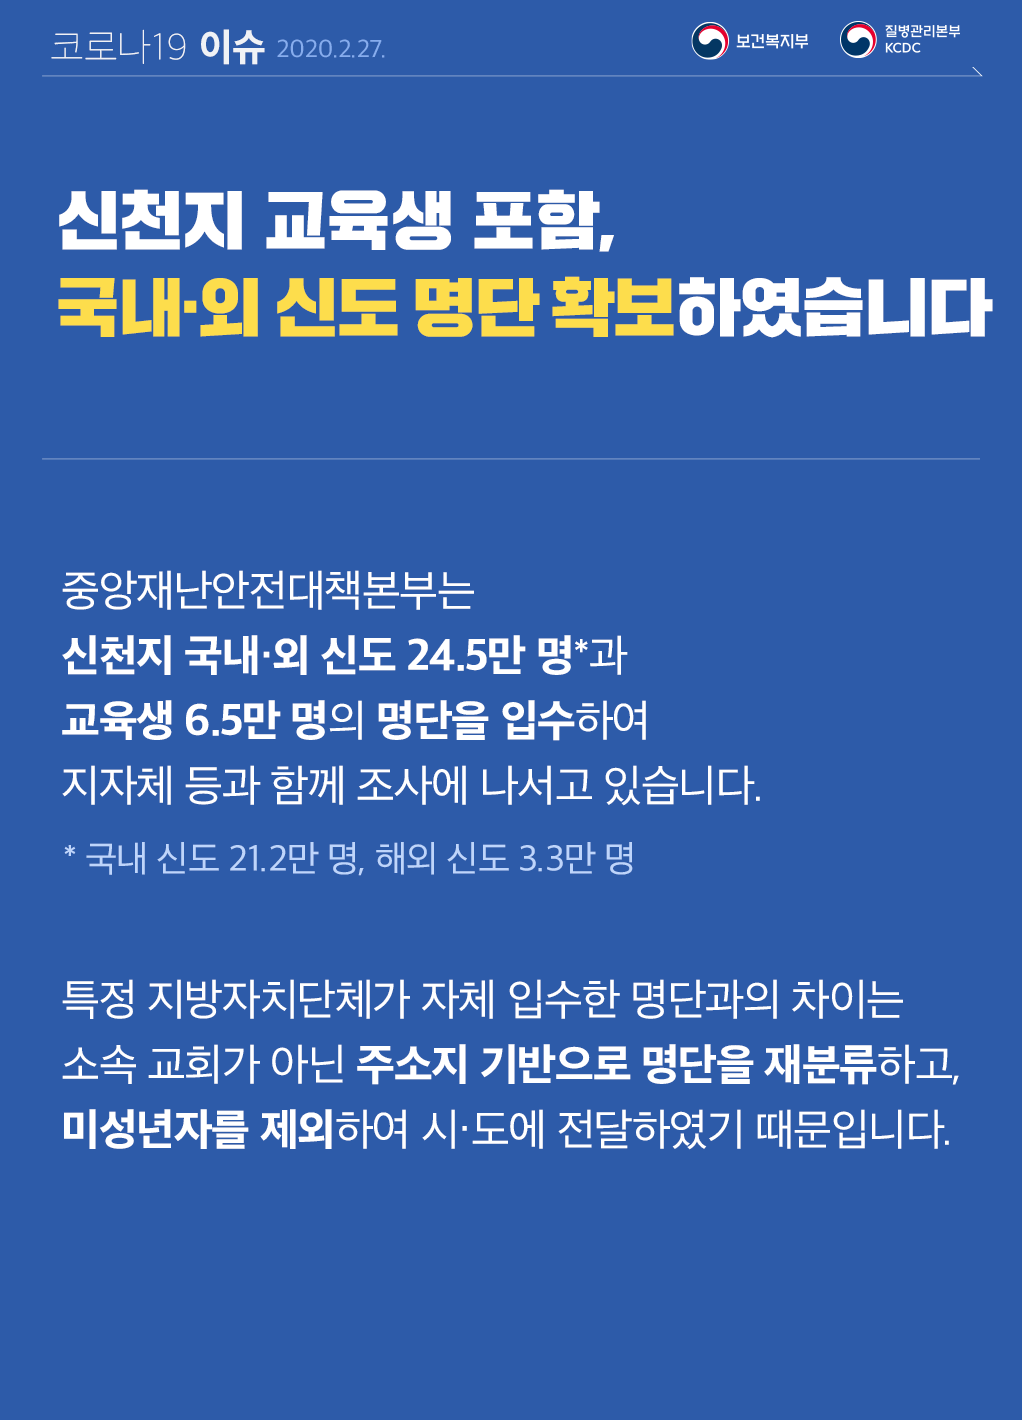 코로나19 이슈 2020.2.27.
보건복지부
질병관리본부
KCDC
신천지 교육생 포함,
국내·외 신도 명단 확보하였습니다
중앙재난안전대책본부는
신천지 국내·외 신도 24.5만 명*과
교육생 6.5만 명의 명단을 입수하여
지자체 등과 함께 조사에 나서고 있습니다.
* 국내 신도 21.2만 명, 해외 신도 3.3만 명
특정 지방자치단체가 자체 입수한 명단과의 차이는
소속 교회가 아닌 주소지 기반으로 명단을 재분류하고,
미성년자를 제외하여 시·도에 전달하였기 때문입니다.